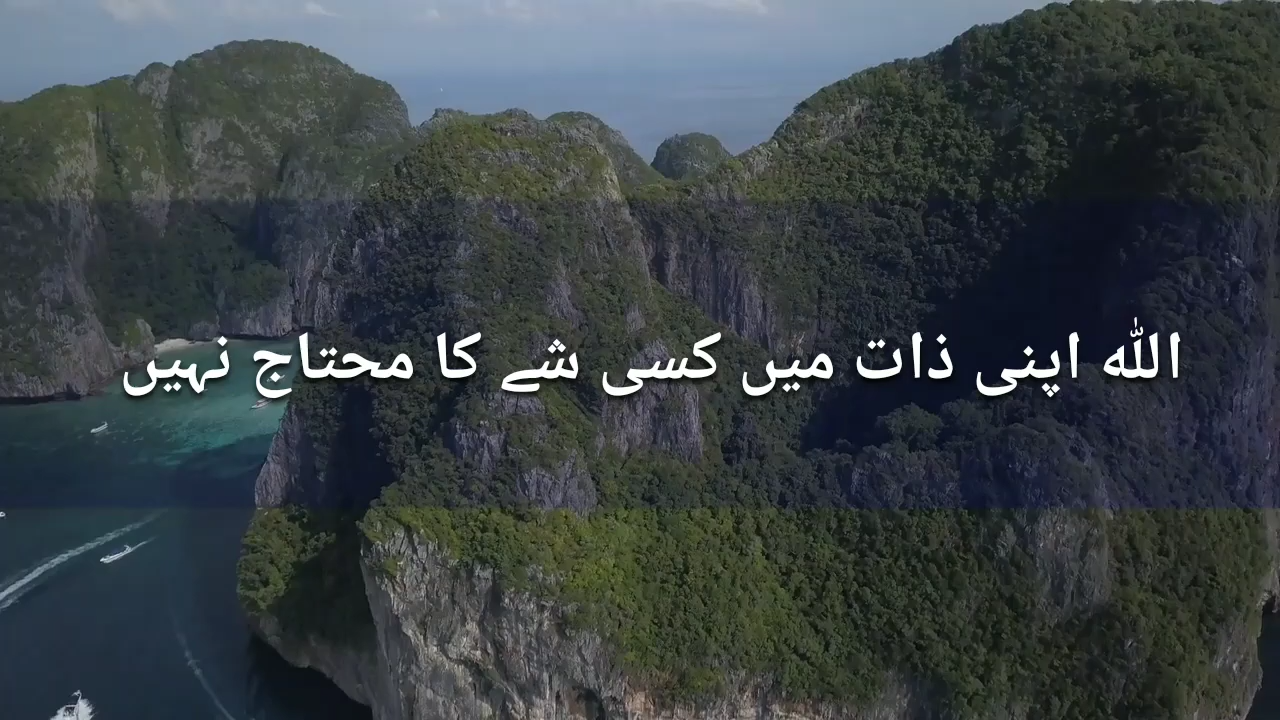 اللہ اپنی ذات میں کسی شے کا محتاج نہیں